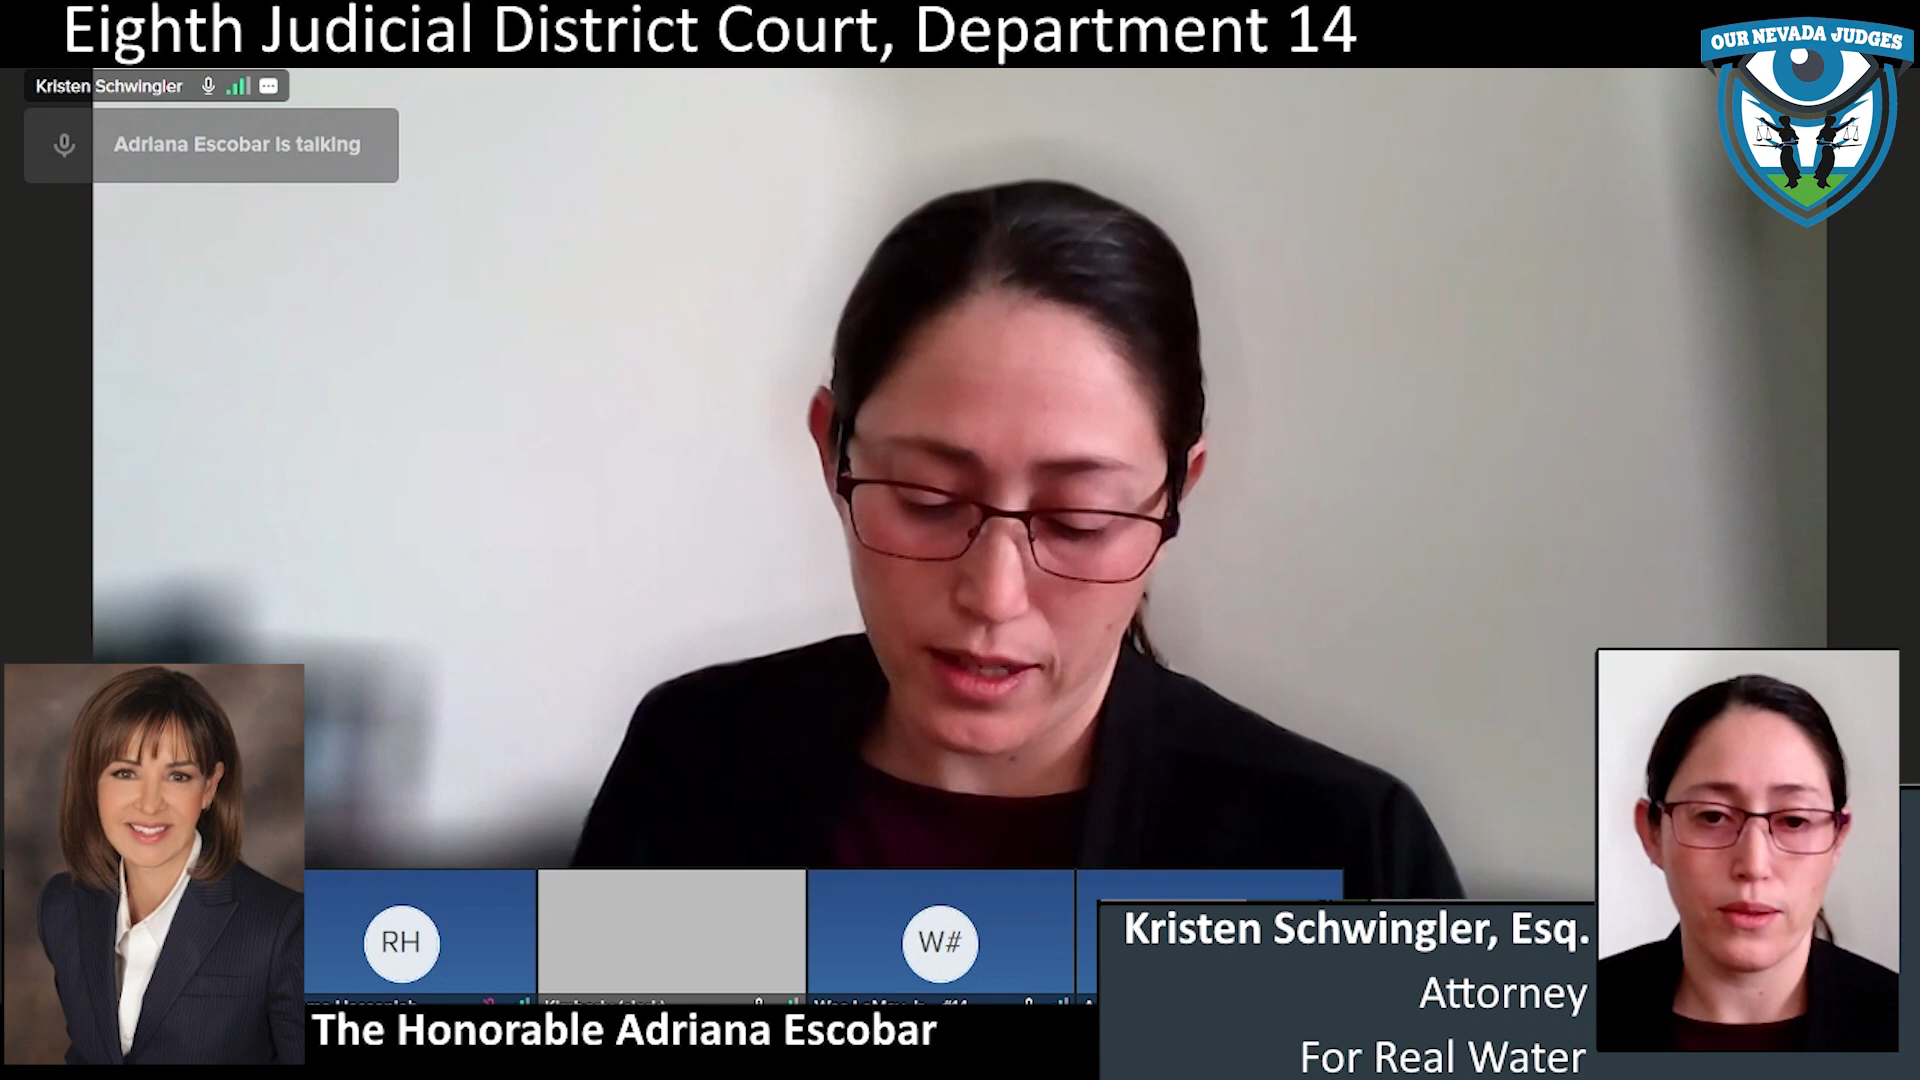 Eighth Judicial District Court, Department 14
OUR NEVADA JUDGES
Kristen Schwingler
Adriana Escobar is talking
RH
W#
Kristen Schwingler, Esq.
Attorney
For Real Water
The Honorable Adriana Escobar